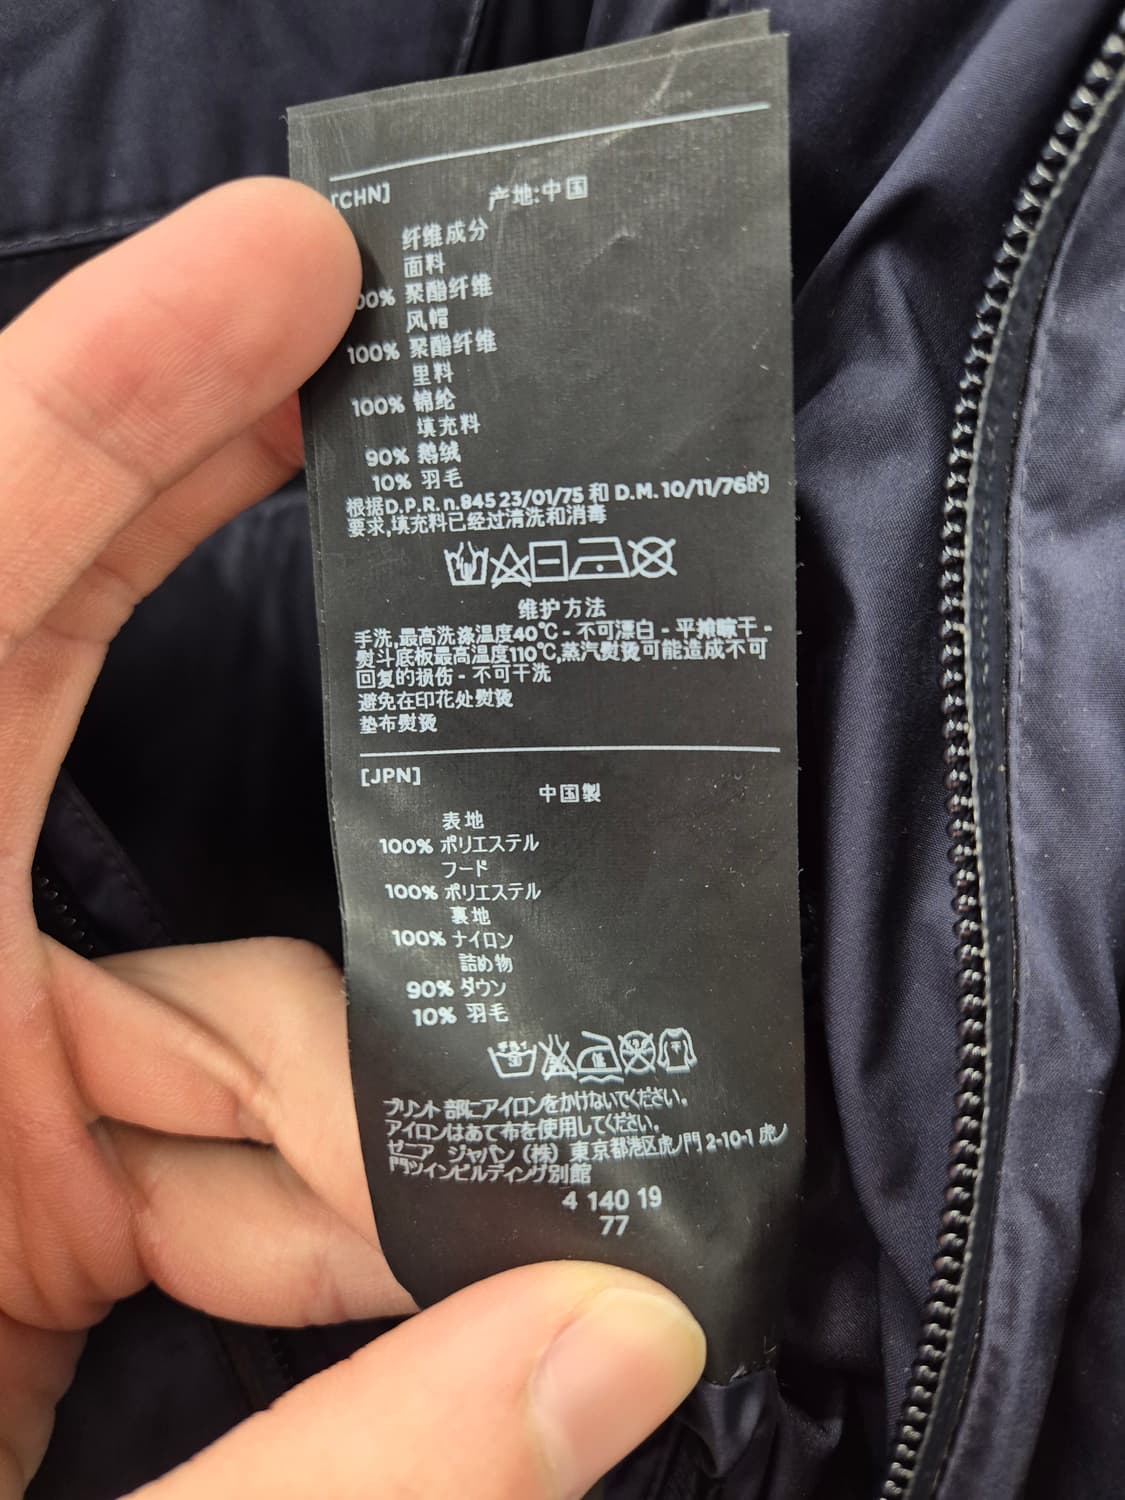 [CHN]
产地:中国
纤维成分
面料
00% 聚酯纤维
风帽
100% 聚酯纤维
里料
100% 锦纶
填充料
90% 鹅绒
10% 羽毛
根据D.P.R. n.845 23/01/75 和 D.M. 10/11/76的
要求,填充料已经过清洗和消毒
维护方法
手洗,最高洗涤温度40℃ - 不可漂白 - 平摊晾干 -
熨斗底板最高温度110℃,蒸汽熨烫可能造成不可
回复的损伤 - 不可干洗
避免在印花处熨烫
垫布熨烫
[JPN]
中国製
表地
100% ポリエステル
フード
100% ポリエステル
裏地
100% ナイロン
詰め物
90% ダウン
10% 羽毛
プリント部にアイロンをかけないでください。
アイロンはあて布を使用してください。
ゼニア ジャパン (株) 東京都港区虎ノ門 2-10-1 虎ノ
門ツインビルディング別館
4 140 19
77